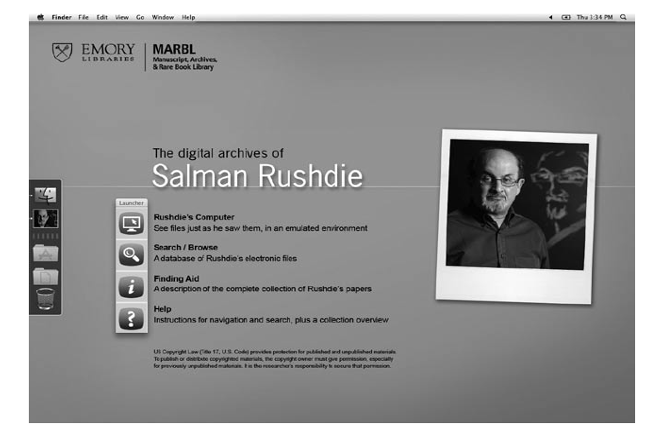 Finder File Edit View Go Window Help
Thu 1:34 PM
EMORY
LIBRARIES
MARBL
Manuscript, Archives,
& Rare Book Library
The digital archives of
Salman Rushdie
Launcher
Rushdie's Computer
See files just as he saw them, in an emulated environment
Search / Browse
A database of Rushdie's electronic files
Finding Aid
A description of the complete collection of Rushdie's papers
Help
Instructions for navigation and search, plus a collection overview
US Copyright Law (Title 17, U.S. Code) provides protection for published and unpublished materials.
To publish or distribute copyrighted materials, the copyright owner must give permission, especially
for previously unpublished materials. It is the researcher's responsibility to secure that permission.